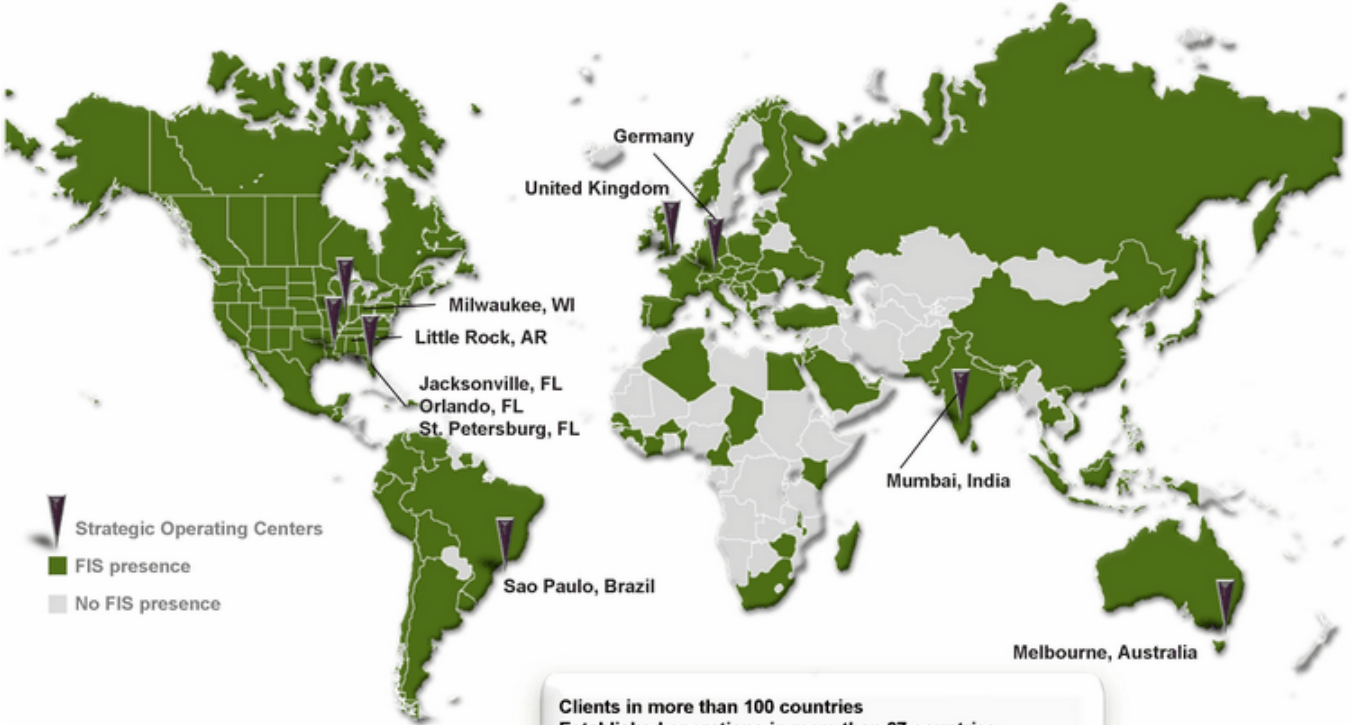 Germany
United Kingdom
Milwaukee, WI
Little Rock, AR
Jacksonville, FL
Orlando, FL
St. Petersburg, FL
Mumbai, India
Strategic Operating Centers
FIS presence
No FIS presence
Sao Paulo, Brazil
Melbourne, Australia
Clients in more than 100 countries